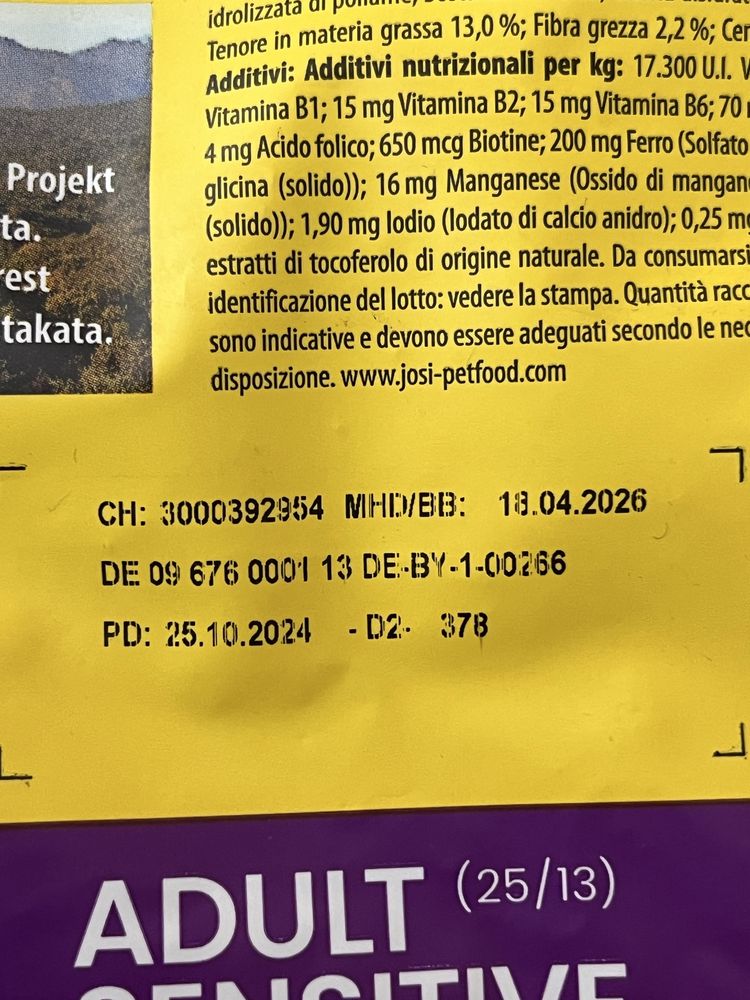 idrolizzata di
Tenore in materia grassa 13,0 %; Fibra grezza 2,2 %;
Additivi: Additivi nutrizionali per kg: 17.300 U.I.
Vitamina B1; 15 mg Vitamina B2; 15 mg Vitamina B6; 70
4 mg Acido folico; 650 mcg Biotine; 200 mg Ferro (Solfato
glicina (solido)); 16 mg Manganese (Ossido di mangan
(solido)); 1,90 mg Iodio (Iodato di calcio anidro); 0,25 mg
estratti di tocoferolo di origine naturale. Da consumarsi
identificazione del lotto: vedere la stampa. Quantità racc
sono indicative e devono essere adeguati secondo le nec
disposizione. www.josi-petfood.com
Projekt
ta.
rest
takata.
CH: 3000392954 MHD/BB: 18.04.2026
DE 09 676 0001 13 DE-BY-1-00266
PD: 25.10.2024 - D2- 378
ADULT (25/13)
SENSITIVE